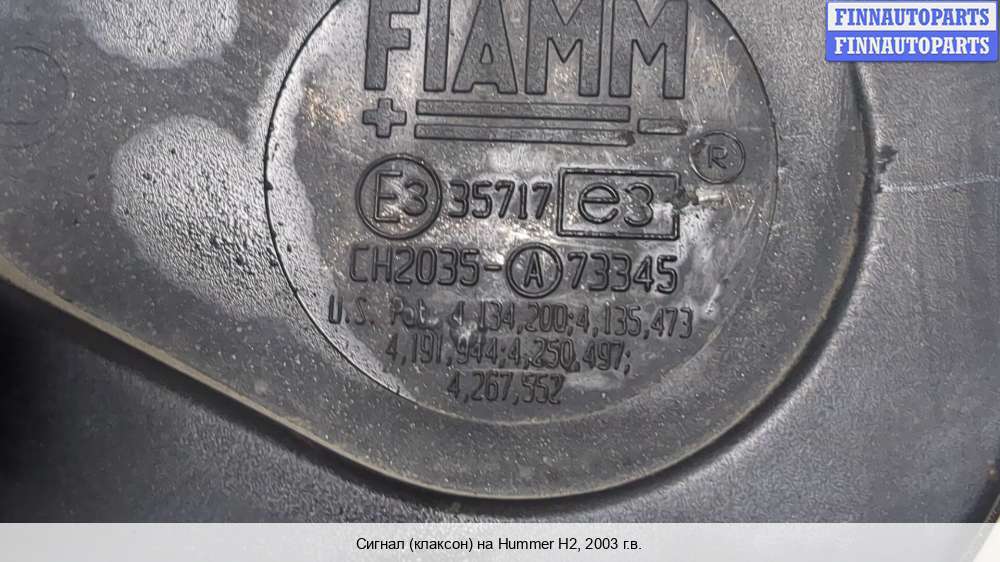 FINNAUTOPARTS
FINNAUTOPARTS
FIAMM
+ -
®
E3 35717 e3
CH2035-Ⓐ73345
U.S. Pat. 4,134,200;4,135,473
4,191,944;4,250,497;
4,267,552
Сигнал (клаксон) на Hummer H2, 2003 г.в.